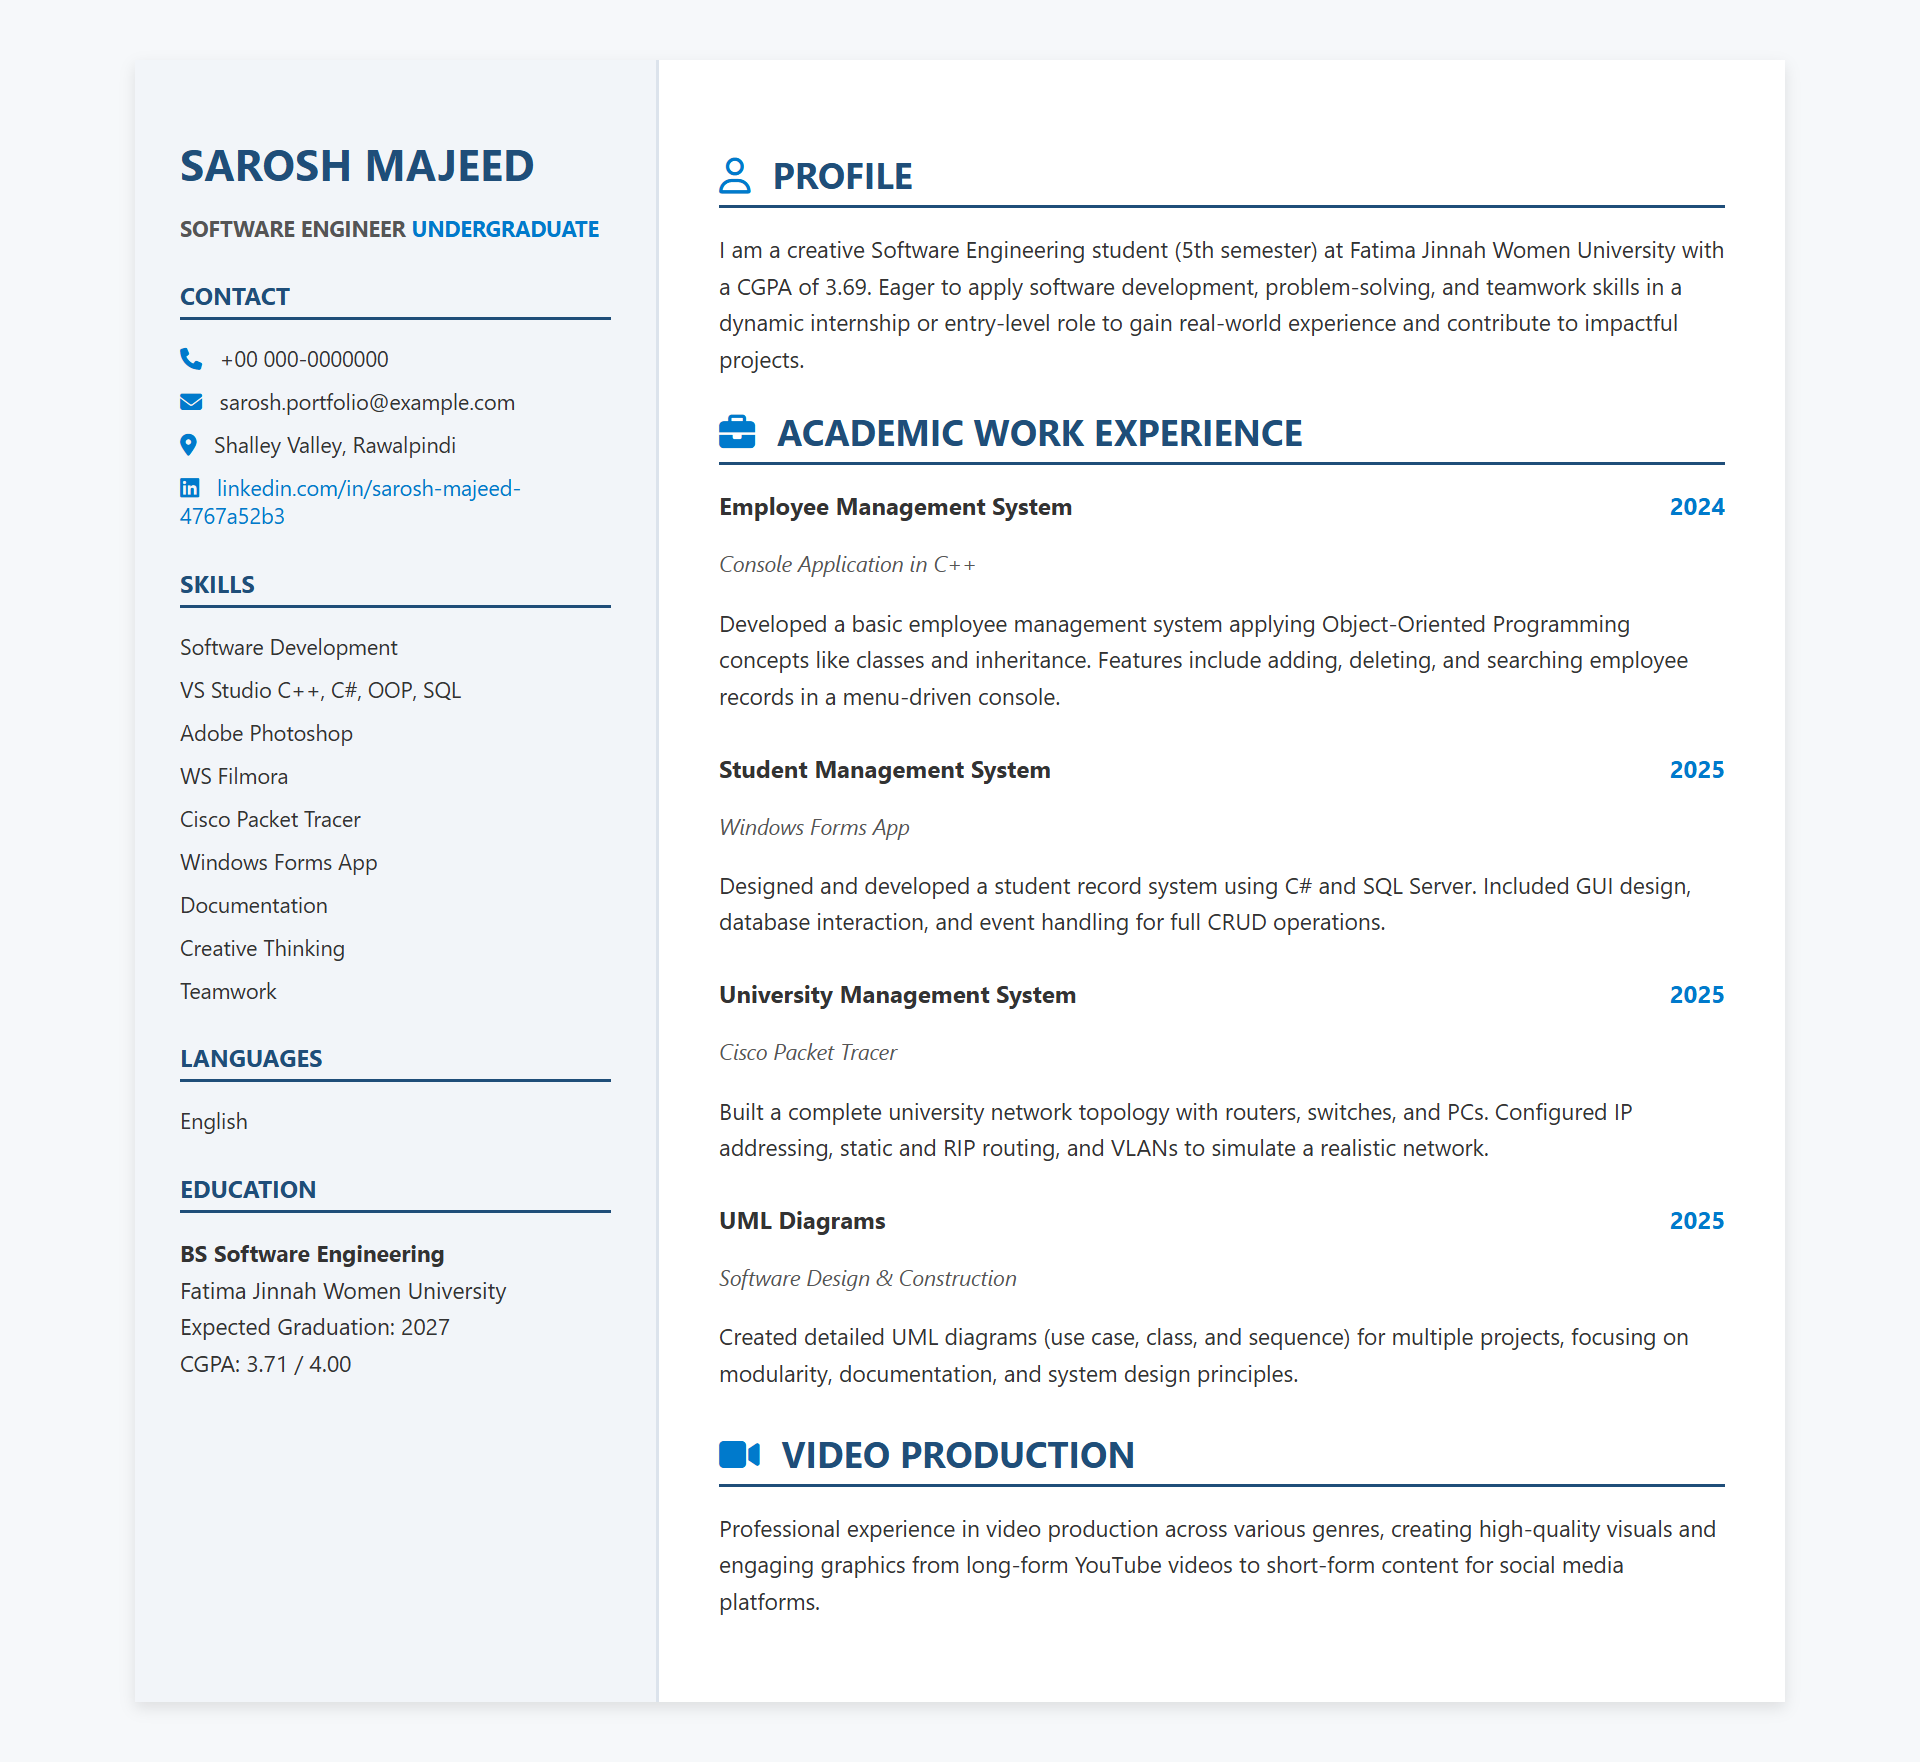 SAROSH MAJEED
SOFTWARE ENGINEER UNDERGRADUATE
CONTACT
+00 000-0000000
sarosh.portfolio@example.com
Shalley Valley, Rawalpindi
linkedin.com/in/sarosh-majeed-
4767a52b3
SKILLS
Software Development
VS Studio C++, C#, OOP, SQL
Adobe Photoshop
WS Filmora
Cisco Packet Tracer
Windows Forms App
Documentation
Creative Thinking
Teamwork
LANGUAGES
English
EDUCATION
BS Software Engineering
Fatima Jinnah Women University
Expected Graduation: 2027
CGPA: 3.71 / 4.00
PROFILE
I am a creative Software Engineering student (5th semester) at Fatima Jinnah Women University with
a CGPA of 3.69. Eager to apply software development, problem-solving, and teamwork skills in a
dynamic internship or entry-level role to gain real-world experience and contribute to impactful
projects.
ACADEMIC WORK EXPERIENCE
Employee Management System 2024
Console Application in C++
Developed a basic employee management system applying Object-Oriented Programming
concepts like classes and inheritance. Features include adding, deleting, and searching employee
records in a menu-driven console.
Student Management System 2025
Windows Forms App
Designed and developed a student record system using C# and SQL Server. Included GUI design,
database interaction, and event handling for full CRUD operations.
University Management System 2025
Cisco Packet Tracer
Built a complete university network topology with routers, switches, and PCs. Configured IP
addressing, static and RIP routing, and VLANs to simulate a realistic network.
UML Diagrams 2025
Software Design & Construction
Created detailed UML diagrams (use case, class, and sequence) for multiple projects, focusing on
modularity, documentation, and system design principles.
VIDEO PRODUCTION
Professional experience in video production across various genres, creating high-quality visuals and
engaging graphics from long-form YouTube videos to short-form content for social media
platforms.